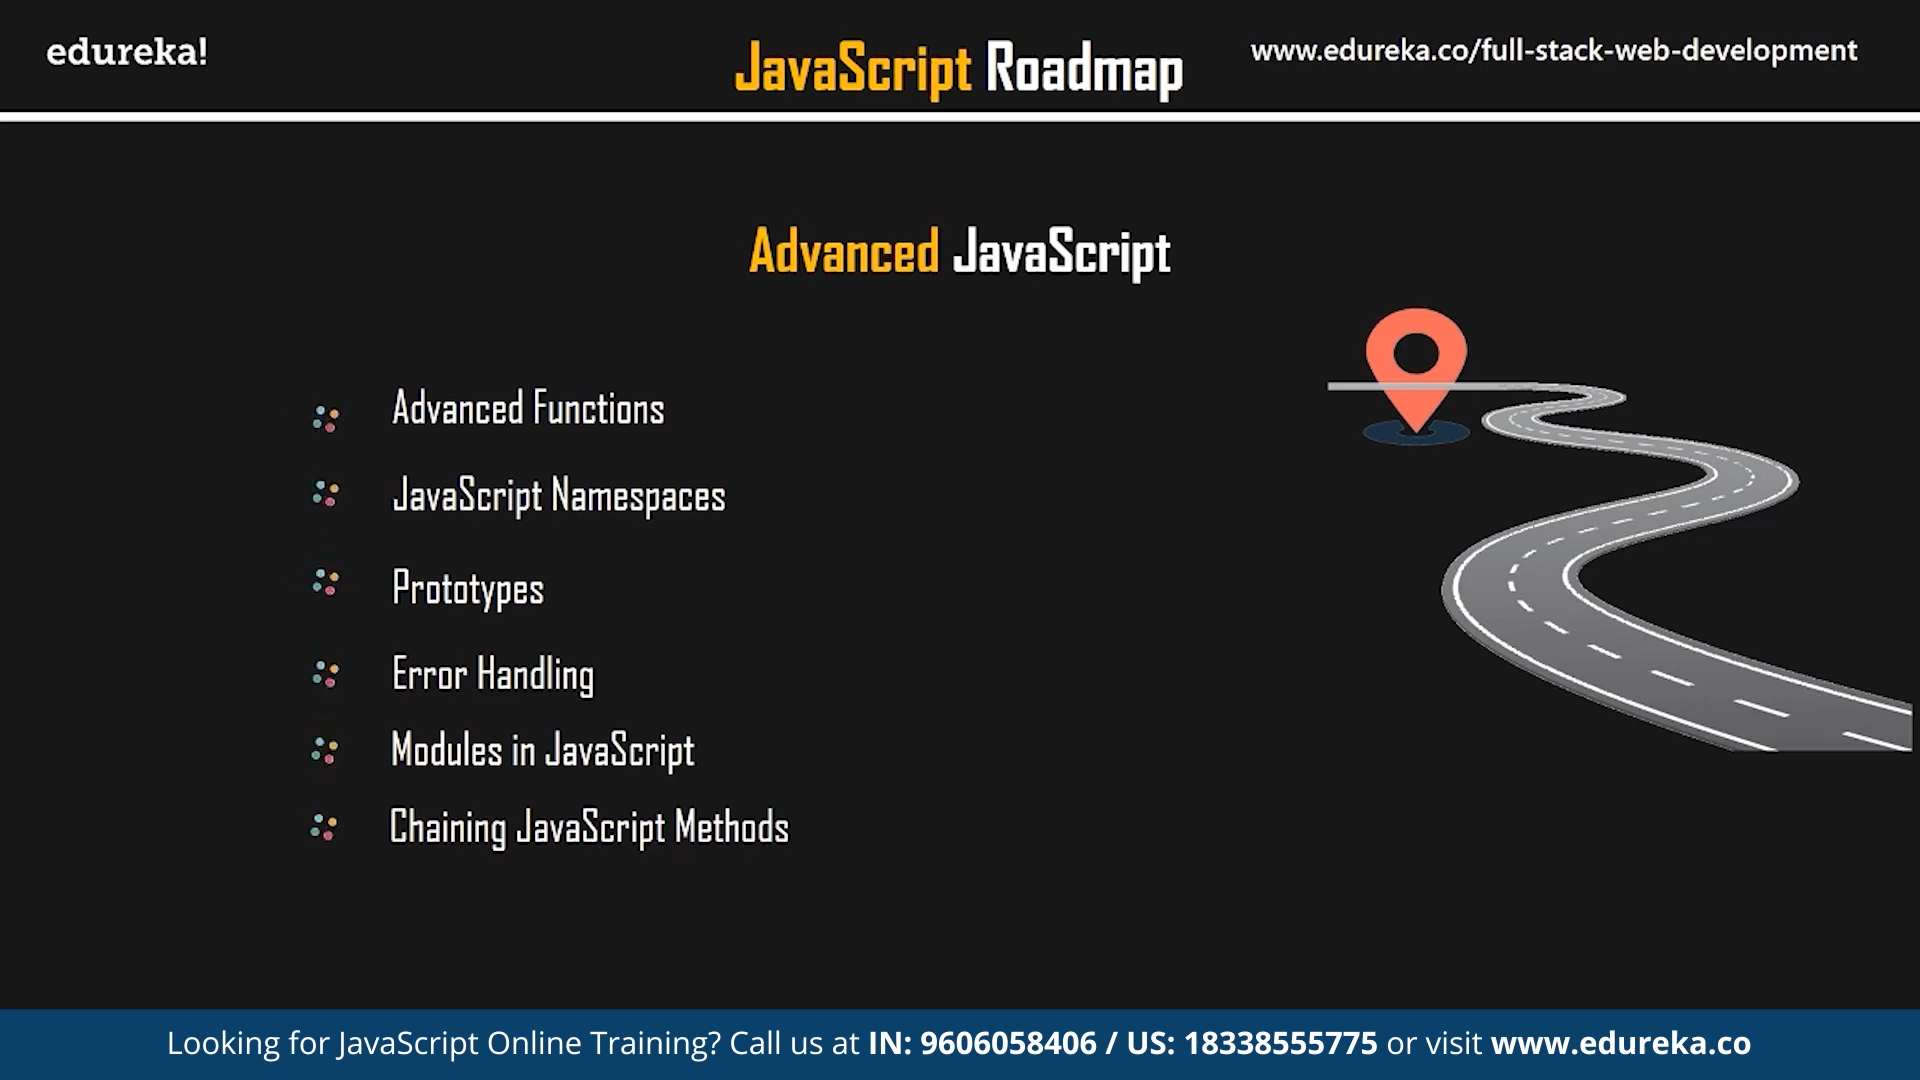 edureka!
JavaScript Roadmap
www.edureka.co/full-stack-web-development
Advanced JavaScript
Advanced Functions
JavaScript Namespaces
Prototypes
Error Handling
Modules in JavaScript
Chaining JavaScript Methods
Looking for JavaScript Online Training? Call us at IN: 9606058406 / US: 18338555775 or visit www.edureka.co